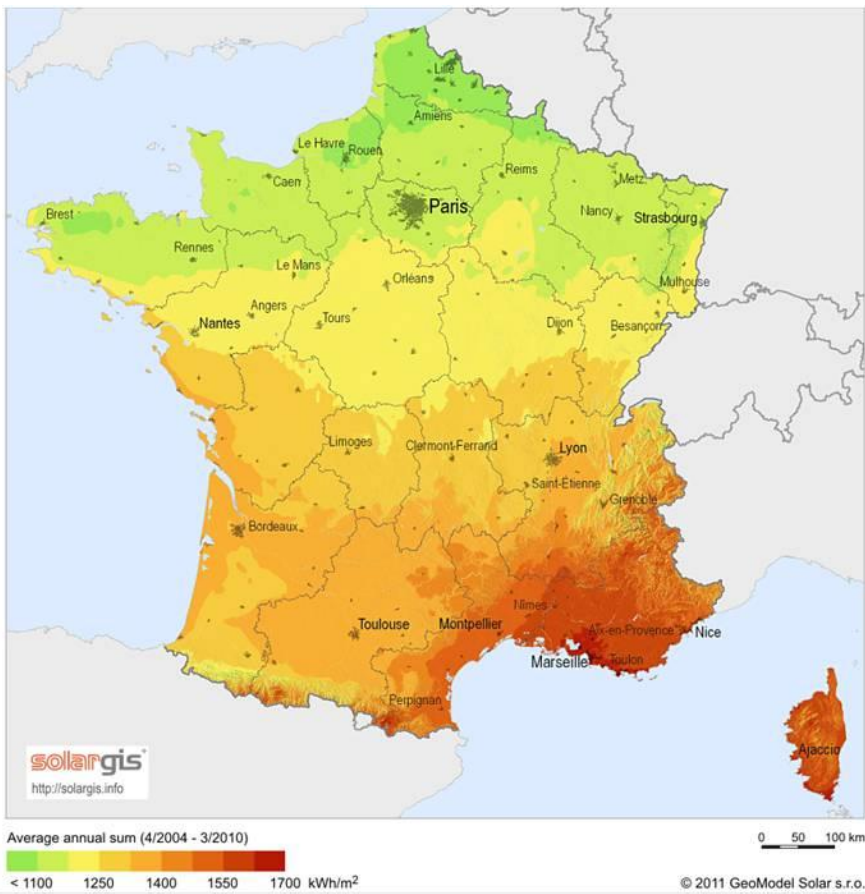 Lille
Amiens
Le Havre
Rouen
Caen
Reims
Metz
Paris
Nancy
Strasbourg
Brest
Rennes
Le Mans
Orléans
Mulhouse
Angers
Nantes
Tours
Dijon
Besançon
Limoges
Clermont-Ferrand
Lyon
Saint-Étienne
Grenoble
Bordeaux
Nîmes
Toulouse
Montpellier
Aix-en-Provence
Nice
Marseille
Toulon
Perpignan
Ajaccio
solargis
http://solargis.info
Average annual sum (4/2004 - 3/2010)
0 50 100 km
< 1100 1250 1400 1550 1700 kWh/m²
© 2011 GeoModel Solar s.r.o.